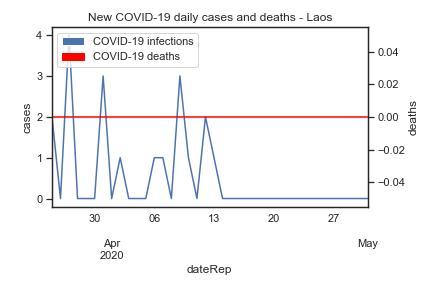 New COVID-19 daily cases and deaths - Laos
COVID-19 infections
COVID-19 deaths
4
3
2
1
0
cases
0.04
0.02
0.00
−0.02
−0.04
deaths
30 06 13 20 27
Apr May
2020
dateRep